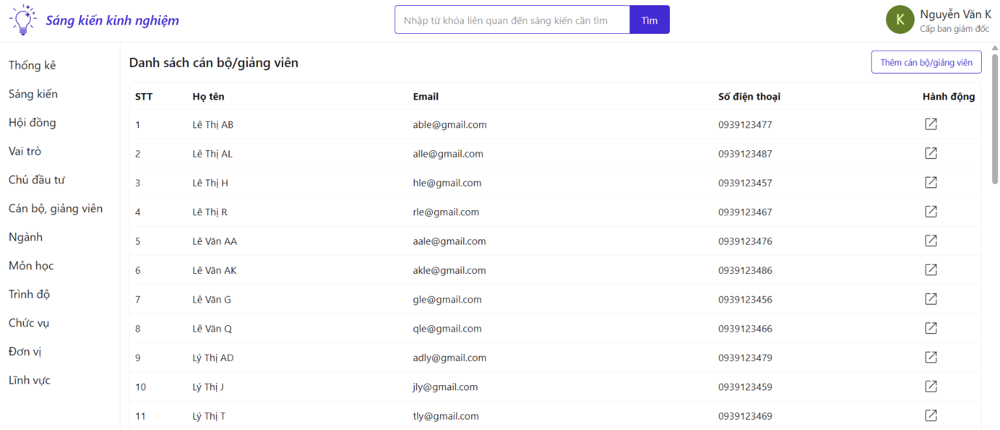 Sáng kiến kinh nghiệm
Nhập từ khóa liên quan đến sáng kiến cần tìm
Tìm
K
Nguyễn Văn K
Cấp ban giám đốc
Thống kê
Sáng kiến
Hội đồng
Vai trò
Chủ đầu tư
Cán bộ, giảng viên
Ngành
Môn học
Trình độ
Chức vụ
Đơn vị
Lĩnh vực
Danh sách cán bộ/giảng viên
Thêm cán bộ/giảng viên
STT Họ tên Email Số điện thoại Hành động
1 Lê Thị AB able@gmail.com 0939123477
2 Lê Thị AL alle@gmail.com 0939123487
3 Lê Thị H hle@gmail.com 0939123457
4 Lê Thị R rle@gmail.com 0939123467
5 Lê Văn AA aale@gmail.com 0939123476
6 Lê Văn AK akle@gmail.com 0939123486
7 Lê Văn G gle@gmail.com 0939123456
8 Lê Văn Q qle@gmail.com 0939123466
9 Lý Thị AD adly@gmail.com 0939123479
10 Lý Thị J jly@gmail.com 0939123459
11 Lý Thị T tly@gmail.com 0939123469